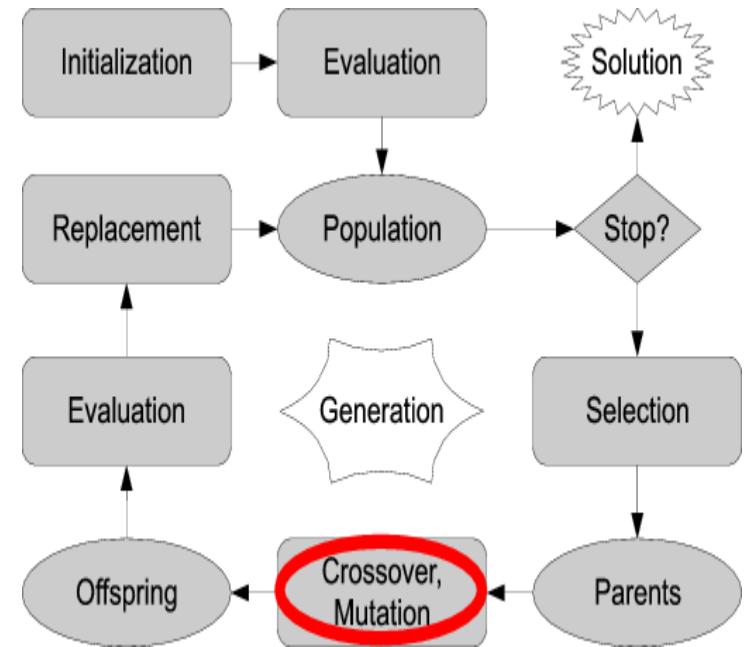 Initialization
Evaluation
Solution
Replacement
Population
Stop?
Evaluation
Generation
Selection
Offspring
Crossover,
Mutation
Parents